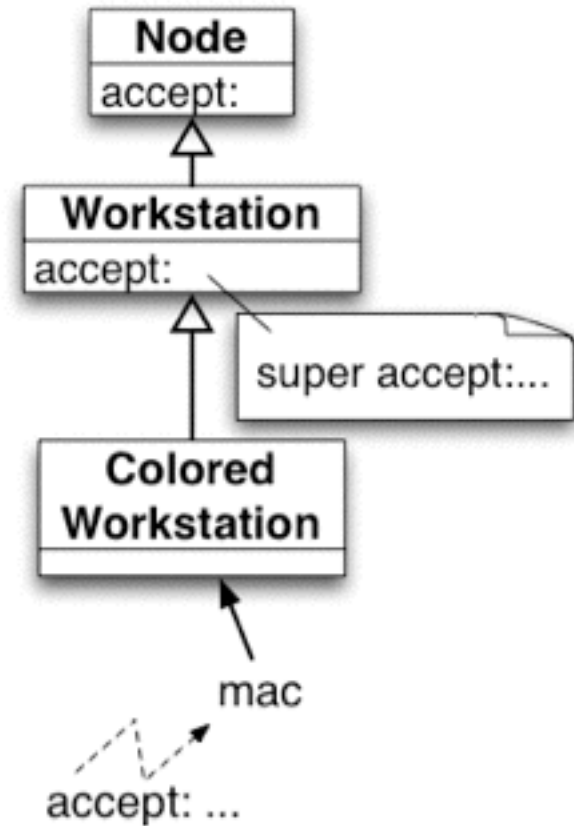 Node
accept:
Workstation
accept:
super accept:...
Colored
Workstation
mac
accept: ...